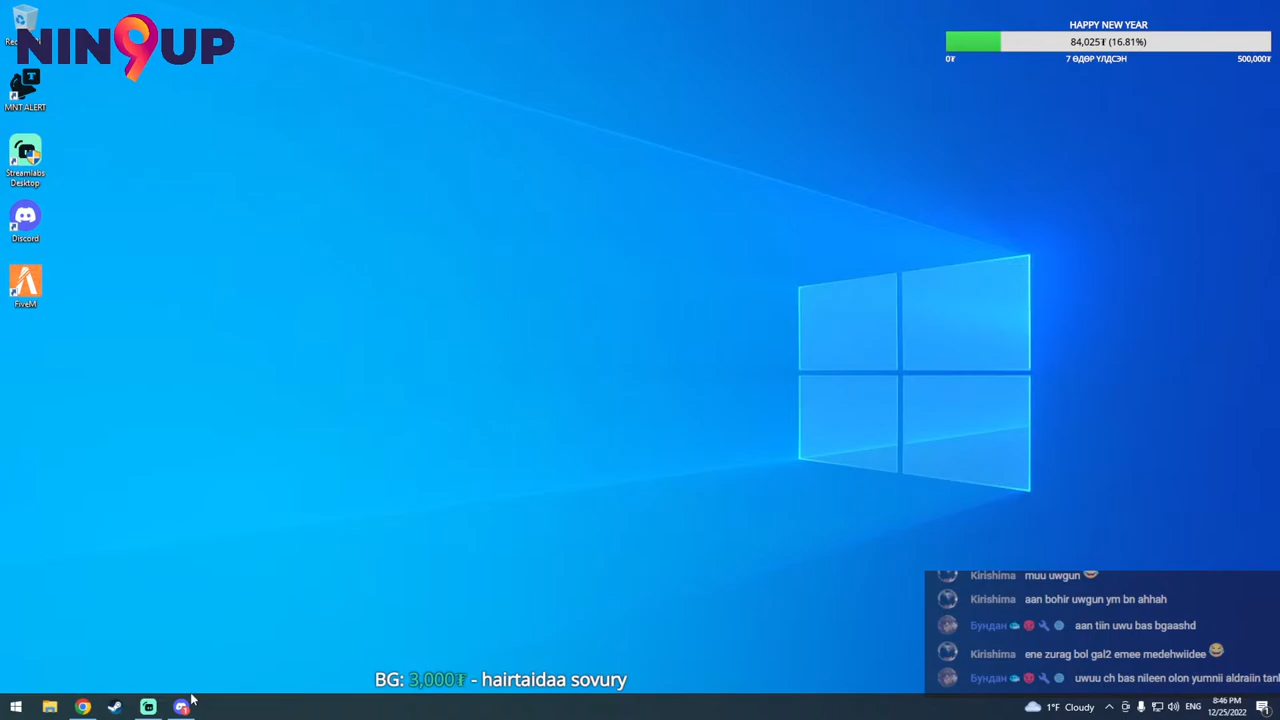 NIN9UP
HAPPY NEW YEAR
84,025₮ (16.81%)
0₮
7 ӨДӨР ҮЛДСЭН
500,000₮
MNT ALERT
Streamlabs
Desktop
Discord
FiveM
Kirishima muu uwgun
Kirishima aan bohir uwgun ym bn ahhah
Бундан aan tiin uwu bas bgaashd
Kirishima ene zurag bol gal2 emee medehwiidee
Бундан uwuu ch bas nileen olon yumnii aldraiin
BG: 3,000₮ - hairtaidaa sovury
1°F Cloudy
ENG
8:46 PM
12/25/2022